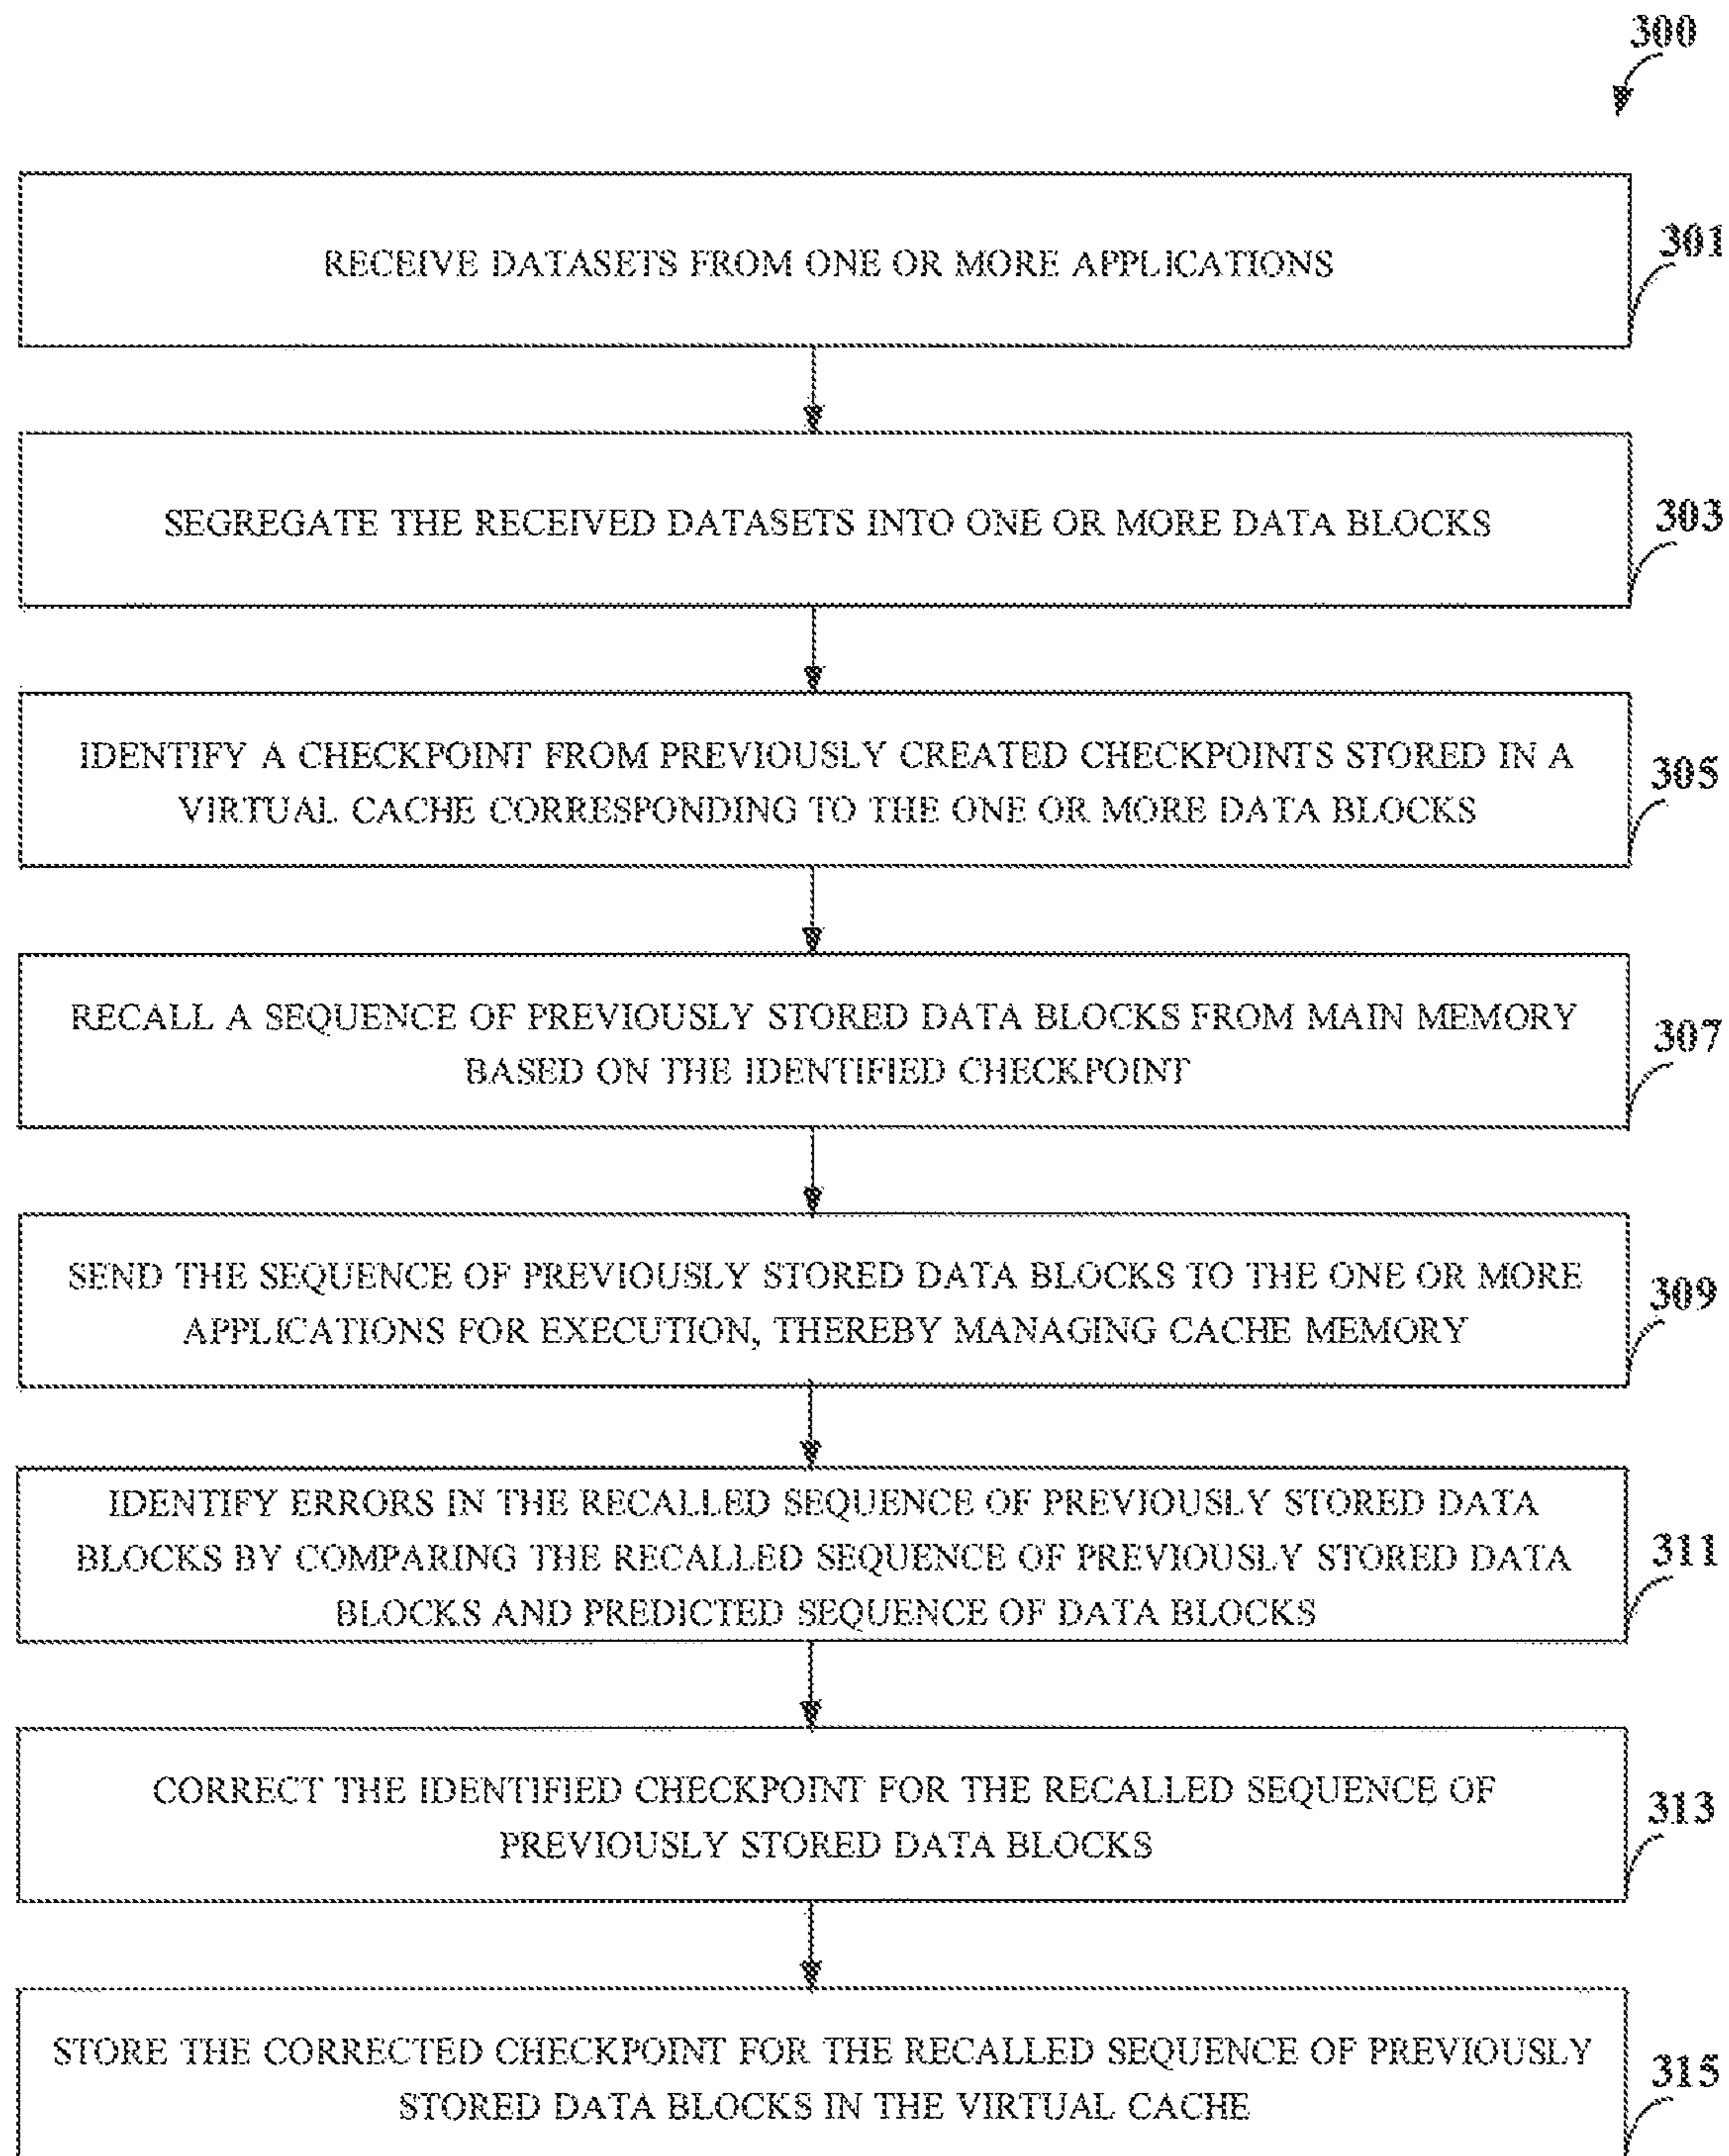 300
RECEIVE DATASETS FROM ONE OR MORE APPLICATIONS
301
SEGREGATE THE RECEIVED DATASETS INTO ONE OR MORE DATA BLOCKS
303
IDENTIFY A CHECKPOINT FROM PREVIOUSLY CREATED CHECKPOINTS STORED IN A
VIRTUAL CACHE CORRESPONDING TO THE ONE OR MORE DATA BLOCKS
305
RECALL A SEQUENCE OF PREVIOUSLY STORED DATA BLOCKS FROM MAIN MEMORY
BASED ON THE IDENTIFIED CHECKPOINT
307
SEND THE SEQUENCE OF PREVIOUSLY STORED DATA BLOCKS TO THE ONE OR MORE
APPLICATIONS FOR EXECUTION, THEREBY MANAGING CACHE MEMORY
309
IDENTIFY ERRORS IN THE RECALLED SEQUENCE OF PREVIOUSLY STORED DATA
BLOCKS BY COMPARING THE RECALLED SEQUENCE OF PREVIOUSLY STORED DATA
BLOCKS AND PREDICTED SEQUENCE OF DATA BLOCKS
311
CORRECT THE IDENTIFIED CHECKPOINT FOR THE RECALLED SEQUENCE OF
PREVIOUSLY STORED DATA BLOCKS
313
STORE THE CORRECTED CHECKPOINT FOR THE RECALLED SEQUENCE OF PREVIOUSLY
STORED DATA BLOCKS IN THE VIRTUAL CACHE
315